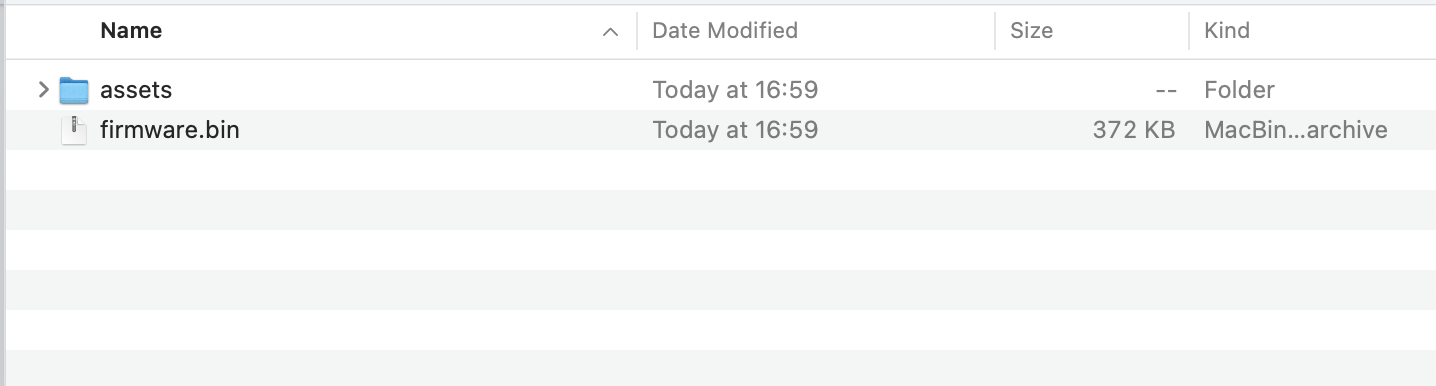 Name Date Modified Size Kind
assets Today at 16:59 -- Folder
firmware.bin Today at 16:59 372 KB MacBin...archive